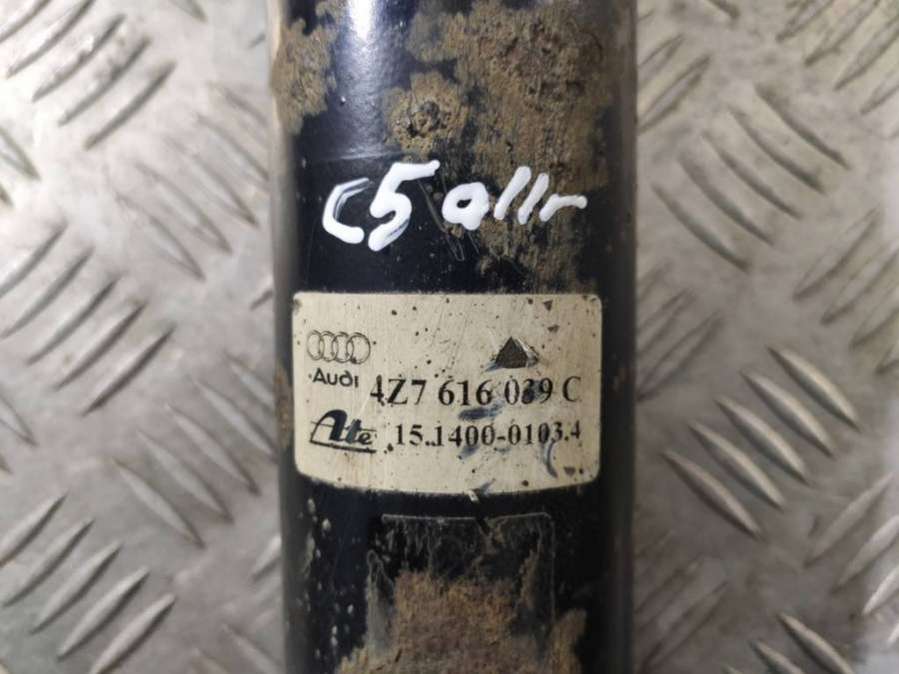 C5 allr
Audi 4Z7 616 039 C
Ate 15.1400-0103.4